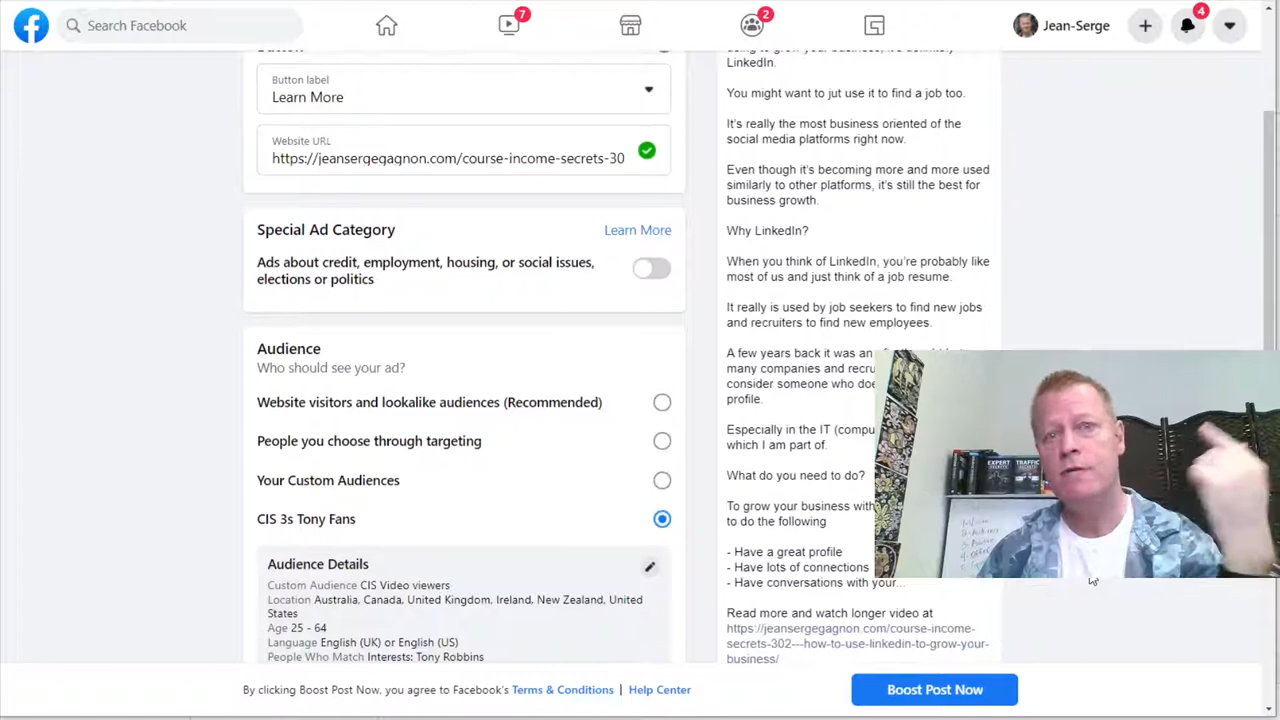 Search Facebook
7
2
Jean-Serge
4
Button label
Learn More
Website URL
https://jeansergegagnon.com/course-income-secrets-30
Special Ad Category
Learn More
Ads about credit, employment, housing, or social issues,
elections or politics
Audience
Who should see your ad?
Website visitors and lookalike audiences (Recommended)
People you choose through targeting
Your Custom Audiences
CIS 3s Tony Fans
Audience Details
Custom Audience CIS Video viewers
Location Australia, Canada, United Kingdom, Ireland, New Zealand, United
States
Age 25 - 64
Language English (UK) or English (US)
People Who Match Interests: Tony Robbins
LinkedIn.
You might want to jut use it to find a job too.
It's really the most business oriented of the
social media platforms right now.
Even though it's becoming more and more used
similarly to other platforms, it's still the best for
business growth.
Why LinkedIn?
When you think of LinkedIn, you're probably like
most of us and just think of a job resume.
It really is used by job seekers to find new jobs
and recruiters to find new employees.
A few years back it was an
many companies and recru
consider someone who doe
profile.
Especially in the IT (compu
which I am part of.
What do you need to do?
To grow your business with
to do the following
- Have a great profile
- Have lots of connections
- Have conversations with your...
Read more and watch longer video at
https://jeansergegagnon.com/course-income-
secrets-302---how-to-use-linkedin-to-grow-your-
business/
EXPERT
SECRETS
TRAFFIC
SECRETS
By clicking Boost Post Now, you agree to Facebook's Terms & Conditions | Help Center
Boost Post Now